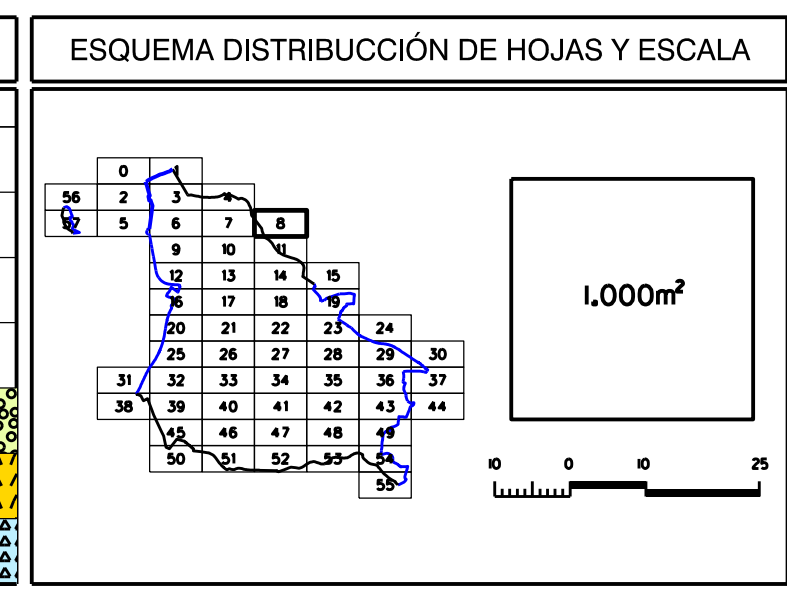 ESQUEMA DISTRIBUCCIÓN DE HOJAS Y ESCALA
0 1
56 2 3 4
57 5 6 7 8
9 10 11
12 13 14 15
16 17 18 19
20 21 22 23 24
25 26 27 28 29 30
31 32 33 34 35 36 37
38 39 40 41 42 43 44
45 46 47 48 49
50 51 52 53 54
55
1.000m²
10 0 10 25